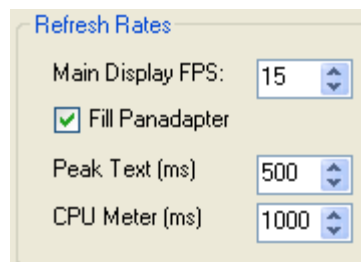 Refresh Rates
Main Display FPS: 15
Fill Panadapter
Peak Text (ms) 500
CPU Meter (ms) 1000